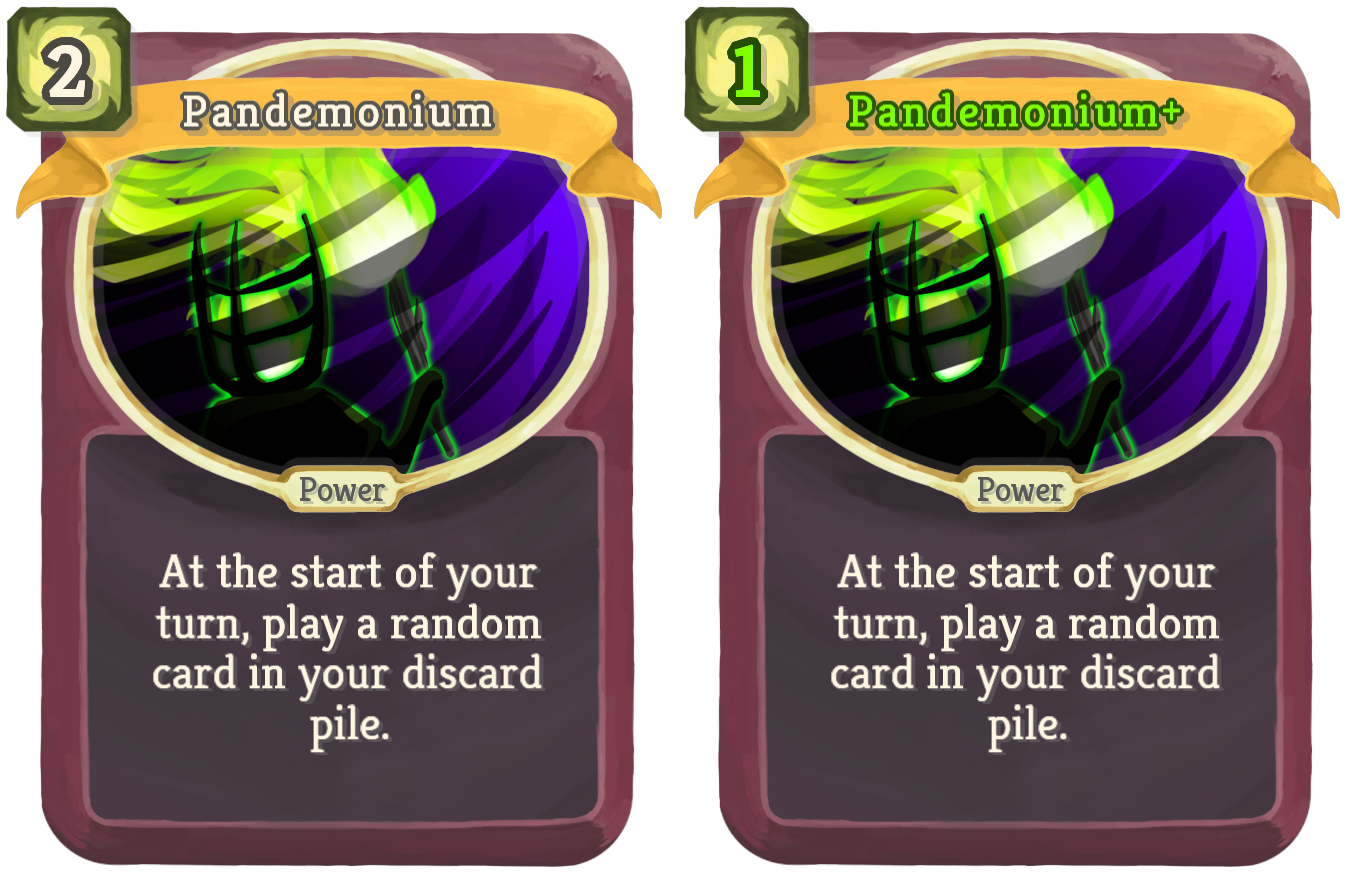 2
Pandemonium
Power
At the start of your
turn, play a random
card in your discard
pile.
1
Pandemonium+
Power
At the start of your
turn, play a random
card in your discard
pile.